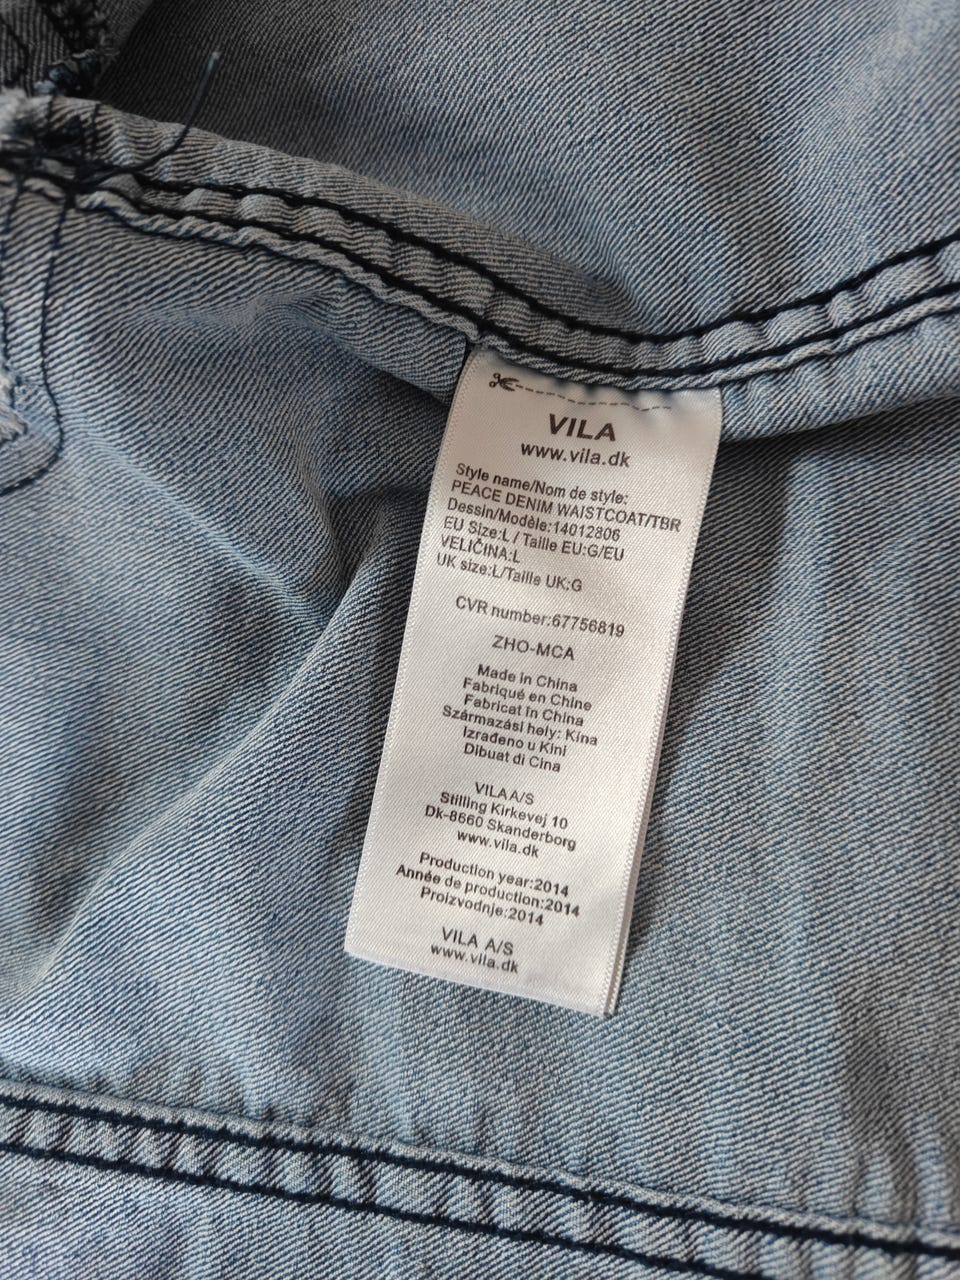 VILA
www.vila.dk
Style name/Nom de style:
PEACE DENIM WAISTCOAT/TBR
Dessin/Modèle:14012806
EU Size:L / Taille EU:G/EU
VELIČINA:L
UK size:L/Taille UK:G
CVR number:67756819
ZHO-MCA
Made in China
Fabriqué en Chine
Fabricat în China
Származási hely: Kína
Izrađeno u Kini
Dibuat di Cina
VILA A/S
Stilling Kirkevej 10
Dk-8660 Skanderborg
www.vila.dk
Production year:2014
Année de production:2014
Proizvodnje:2014
VILA A/S
www.vila.dk